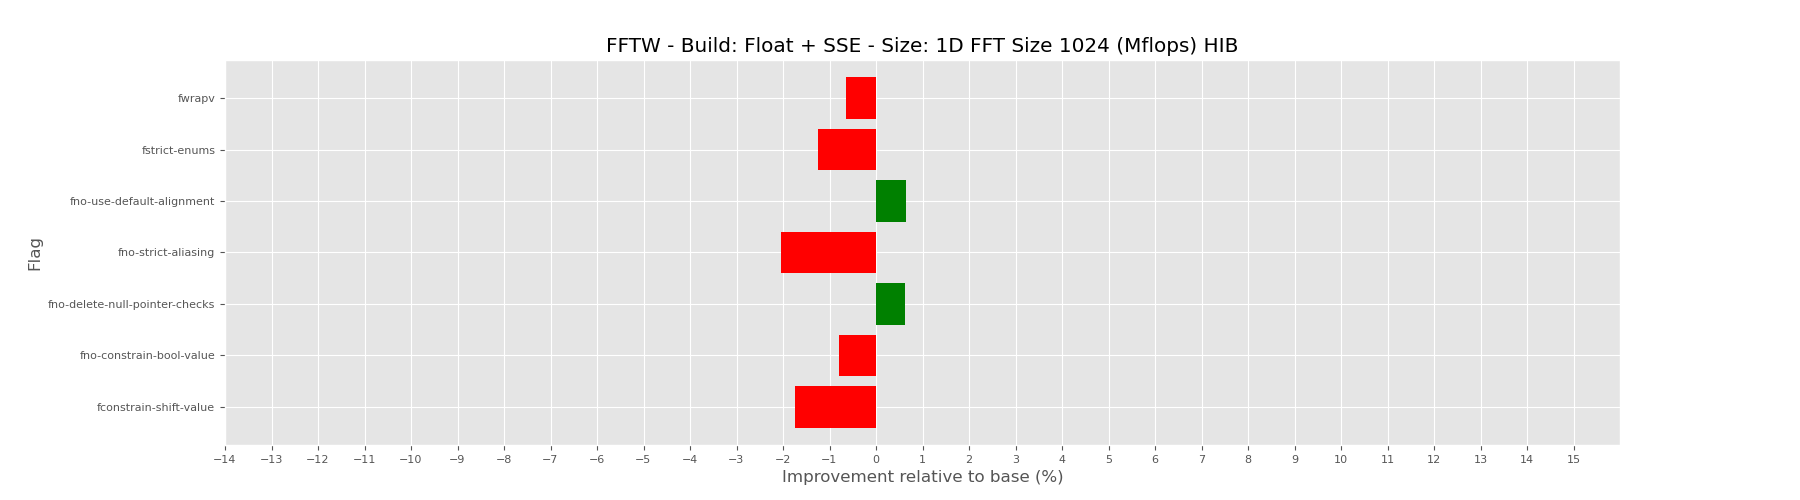 FFTW - Build: Float + SSE - Size: 1D FFT Size 1024 (Mflops) HIB
Flag
fwrapv
fstrict-enums
fno-use-default-alignment
fno-strict-aliasing
fno-delete-null-pointer-checks
fno-constrain-bool-value
fconstrain-shift-value
−14 −13 −12 −11 −10 −9 −8 −7 −6 −5 −4 −3 −2 −1 0 1 2 3 4 5 6 7 8 9 10 11 12 13 14 15
Improvement relative to base (%)